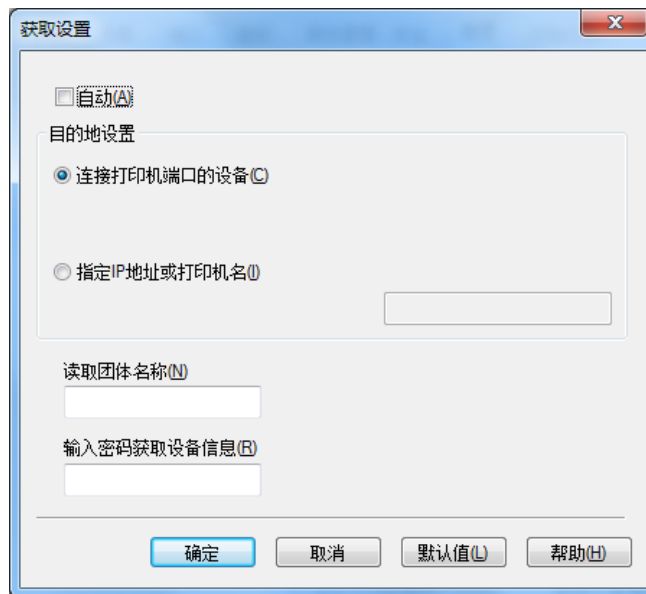 获取设置
自动(A)
目的地设置
连接打印机端口的设备(C)
指定IP地址或打印机名(I)
读取团体名称(N)
输入密码获取设备信息(R)
确定 取消 默认值(L) 帮助(H)